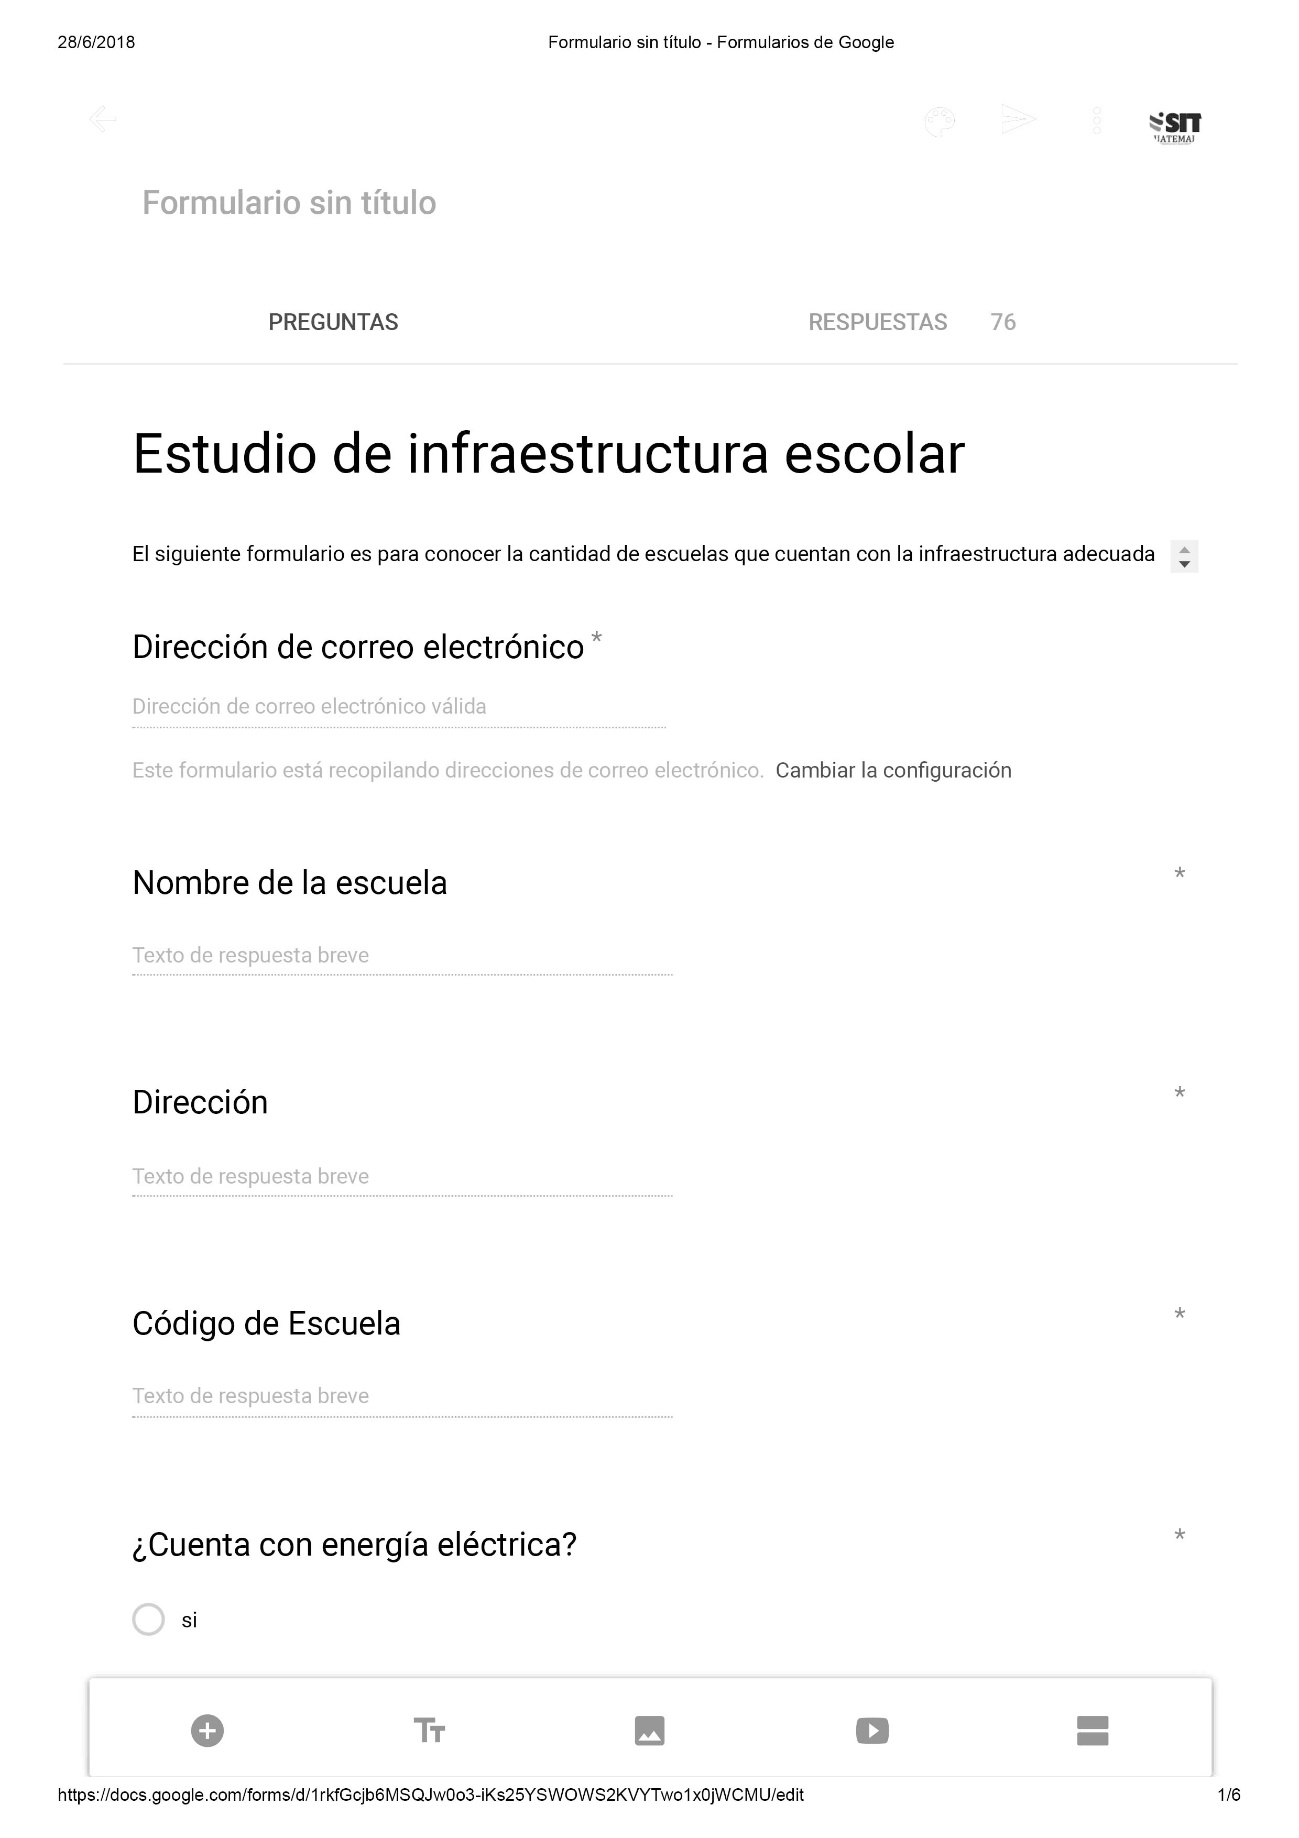 28/6/2018 Formulario sin título - Formularios de Google
SIT
Formulario sin título
PREGUNTAS RESPUESTAS 76
Estudio de infraestructura escolar
El siguiente formulario es para conocer la cantidad de escuelas que cuentan con la infraestructura adecuada
Dirección de correo electrónico *
Dirección de correo electrónico válida
Este formulario está recopilando direcciones de correo electrónico. Cambiar la configuración
Nombre de la escuela *
Texto de respuesta breve
Dirección *
Texto de respuesta breve
Código de Escuela *
Texto de respuesta breve
¿Cuenta con energía eléctrica? *
si
Tт
https://docs.google.com/forms/d/1rkfGcjb6MSQJw0o3-iKs25YSWOWS2KVYTwo1x0jWCMU/edit 1/6